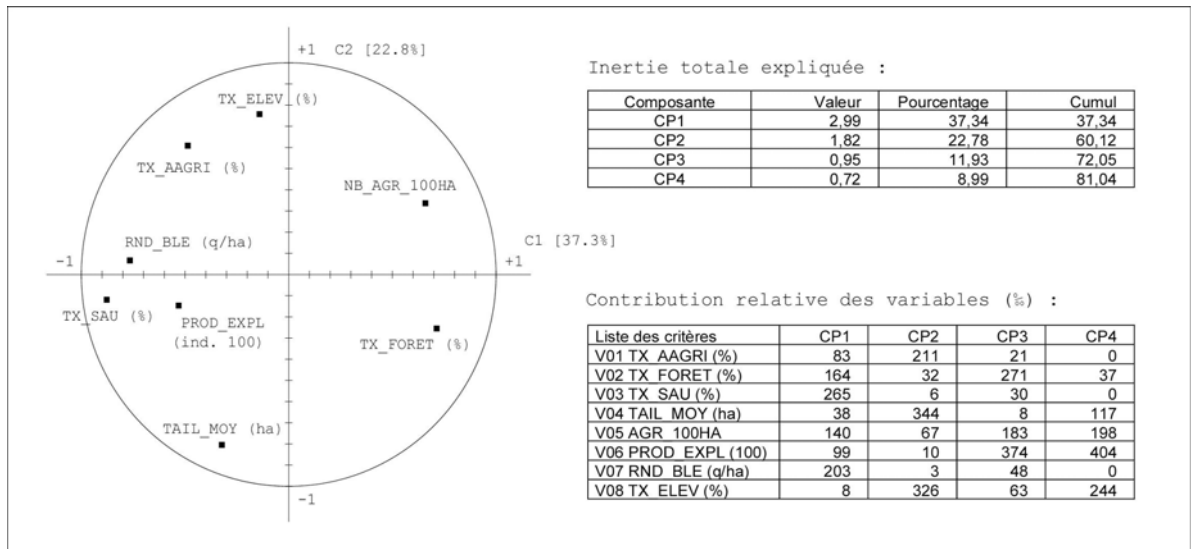 +1 C2 [22.8%]
TX_ELEV (%)
TX_AAGRI (%)
NB_AGR_100HA
RND_BLE (q/ha)
C1 [37.3%]
-1
+1
TX_SAU (%)
PROD_EXPL
(ind. 100)
TX_FORET (%)
TAIL_MOY (ha)
-1
Inertie totale expliquée :
Composante Valeur Pourcentage Cumul
CP1 2,99 37,34 37,34
CP2 1,82 22,78 60,12
CP3 0,95 11,93 72,05
CP4 0,72 8,99 81,04
Contribution relative des variables (‰) :
Liste des critères CP1 CP2 CP3 CP4
V01 TX_AAGRI (%) 83 211 21 0
V02 TX_FORET (%) 164 32 271 37
V03 TX_SAU (%) 265 6 30 0
V04 TAIL_MOY (ha) 38 344 8 117
V05 AGR_100HA 140 67 183 198
V06 PROD_EXPL (100) 99 10 374 404
V07 RND_BLE (q/ha) 203 3 48 0
V08 TX_ELEV (%) 8 326 63 244